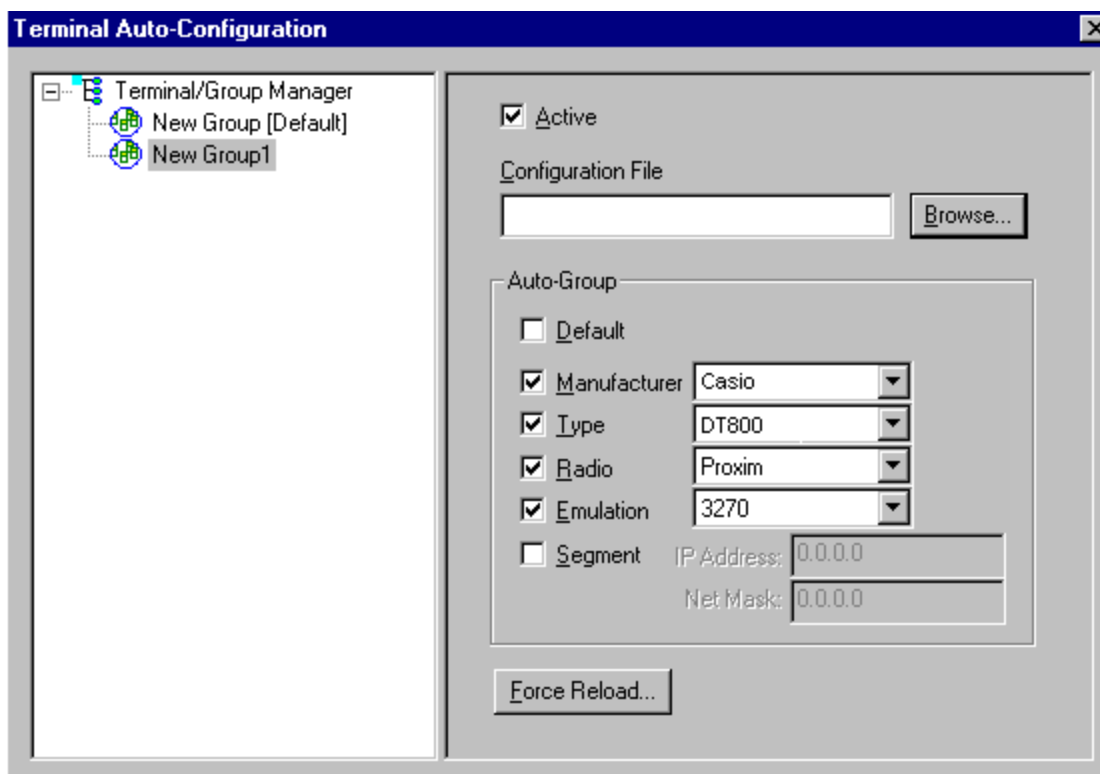 Terminal Auto-Configuration
Terminal/Group Manager
New Group [Default]
New Group1
Active
Configuration File
Browse...
Auto-Group
Default
Manufacturer Casio
Type DT800
Radio Proxim
Emulation 3270
Segment IP Address: 0.0.0.0
Net Mask: 0.0.0.0
Force Reload...